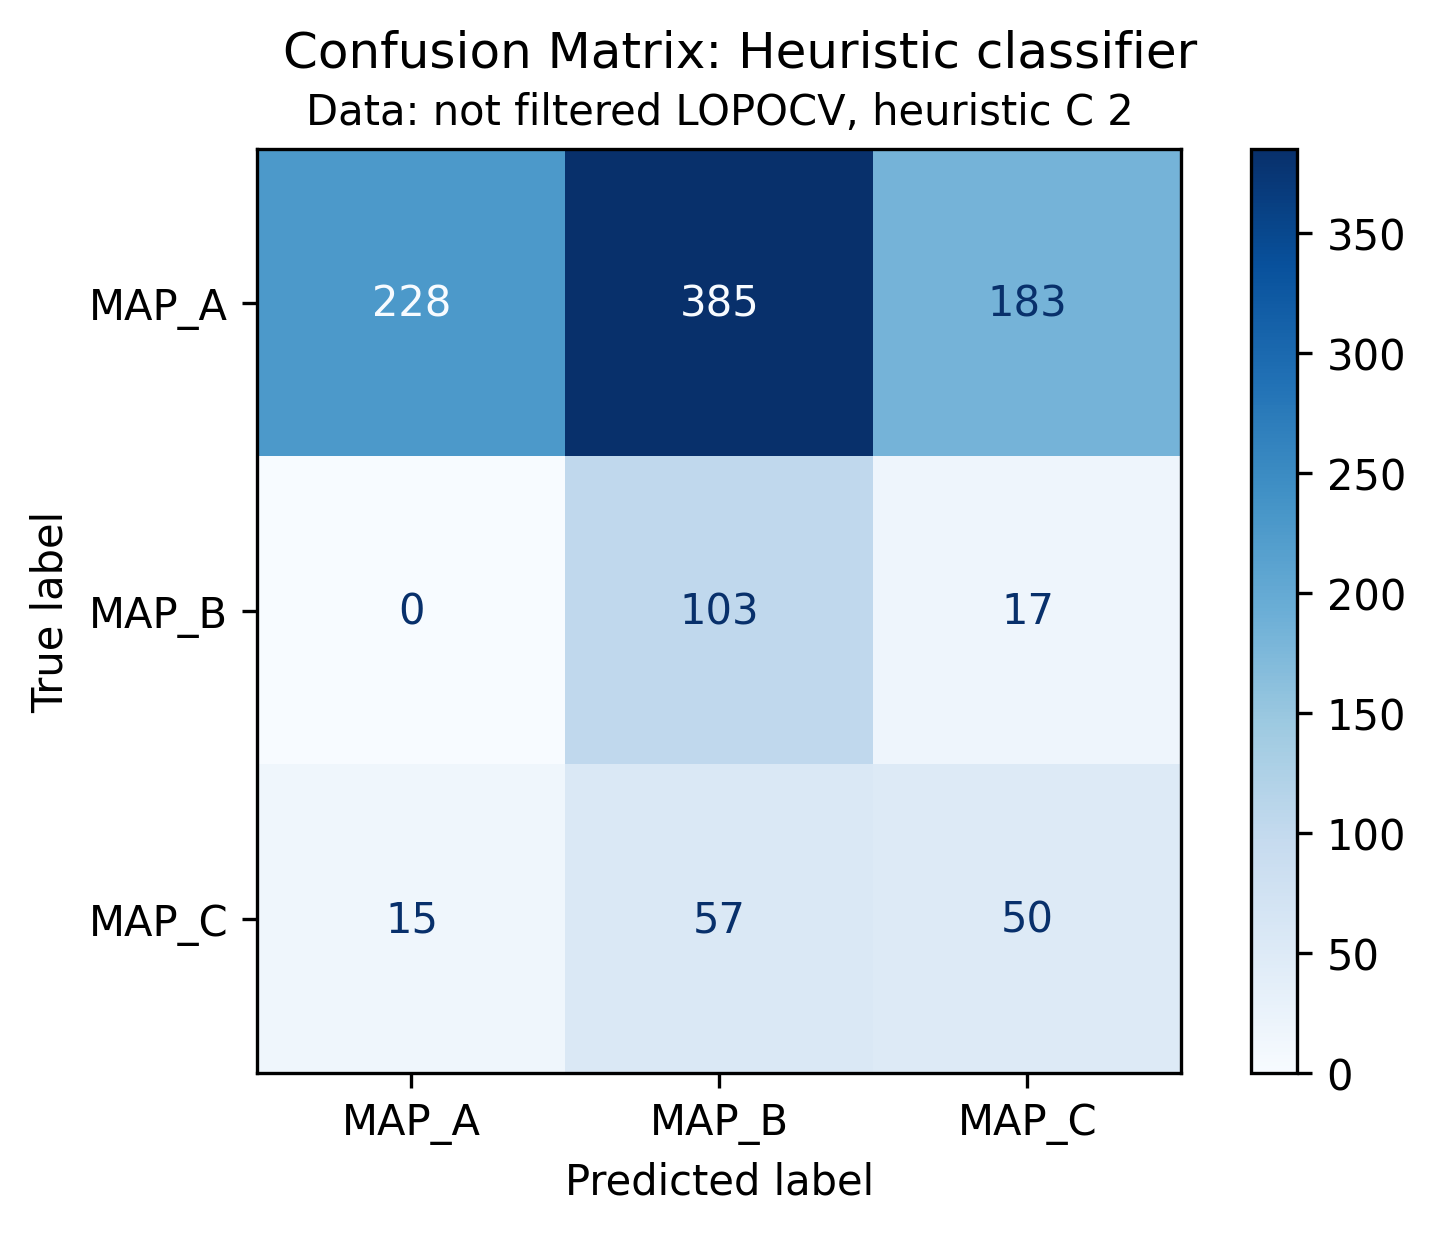 Confusion Matrix: Heuristic classifier
Data: not filtered LOPOCV, heuristic C 2
MAP_A
228
385
183
MAP_B
0
103
17
MAP_C
15
57
50
MAP_A
MAP_B
MAP_C
Predicted label
True label
350
300
250
200
150
100
50
0